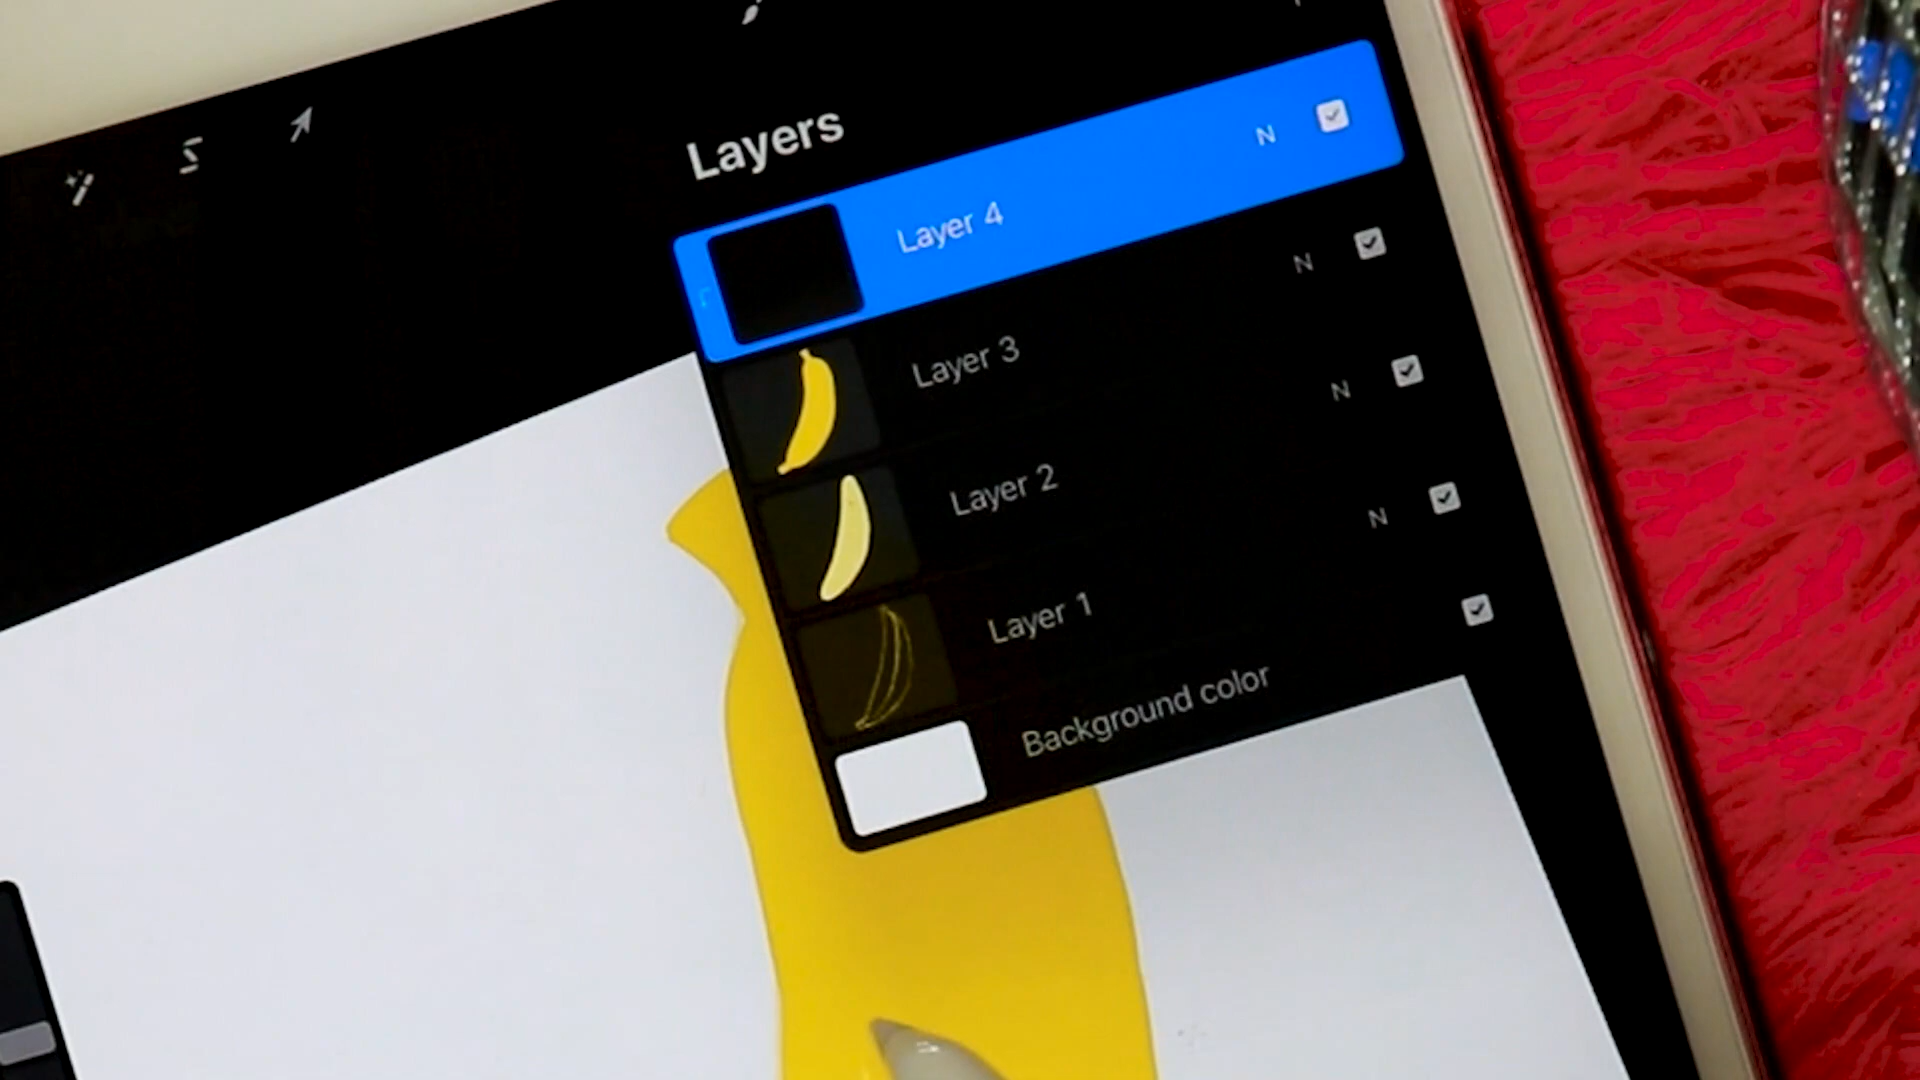 Layers
Layer 4 N
Layer 3 N
Layer 2 N
Layer 1 N
Background color